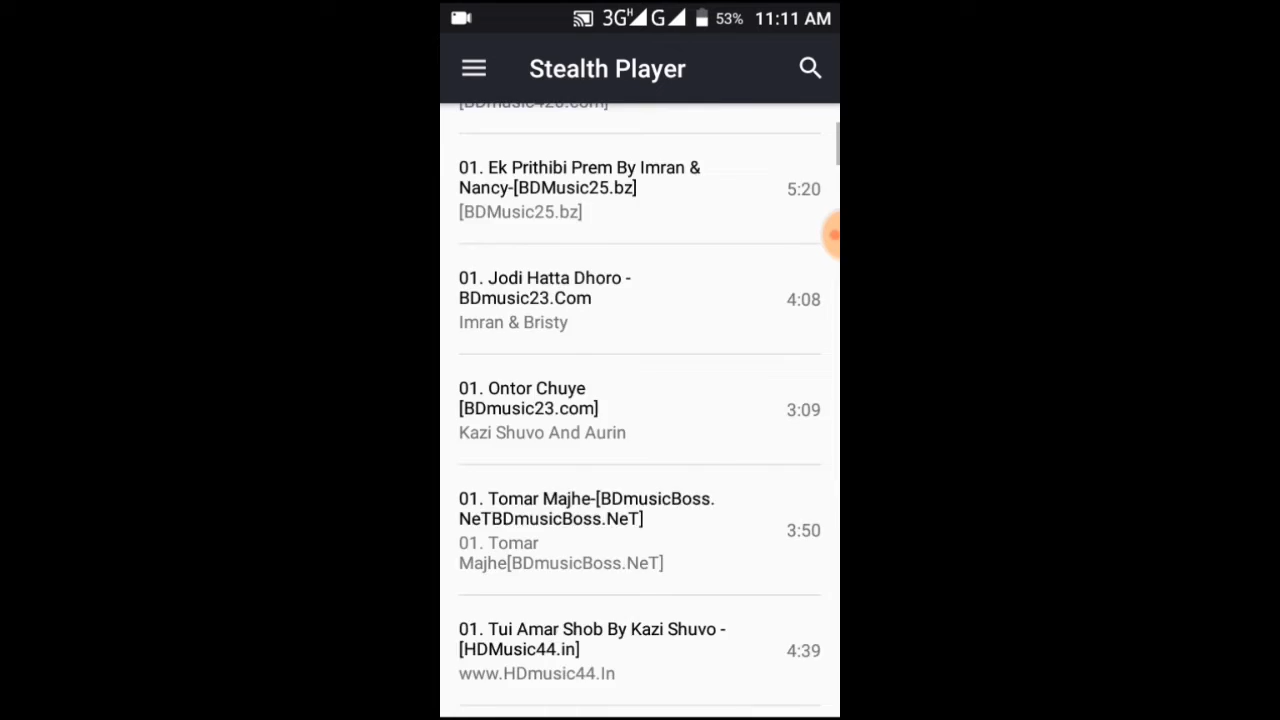 3G H G 53% 11:11 AM
Stealth Player
[BDmusic420.com]
01. Ek Prithibi Prem By Imran &
Nancy-[BDMusic25.bz]
5:20
[BDMusic25.bz]
01. Jodi Hatta Dhoro -
BDmusic23.Com
4:08
Imran & Bristy
01. Ontor Chuye
[BDmusic23.com]
3:09
Kazi Shuvo And Aurin
01. Tomar Majhe-[BDmusicBoss.
NeTBDmusicBoss.NeT]
3:50
01. Tomar
Majhe[BDmusicBoss.NeT]
01. Tui Amar Shob By Kazi Shuvo -
[HDMusic44.in]
4:39
www.HDmusic44.In